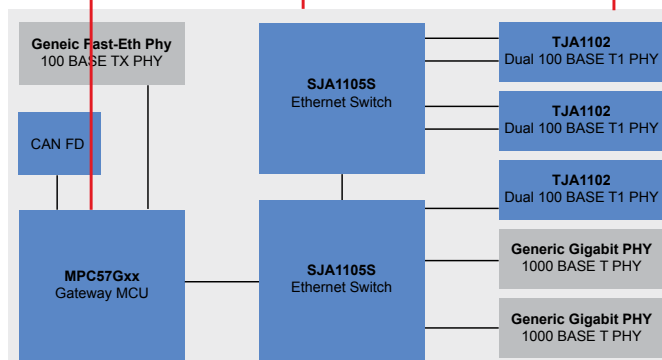 Geneic Fast-Eth Phy
100 BASE TX PHY
CAN FD
MPC57Gxx
Gateway MCU
SJA1105S
Ethernet Switch
SJA1105S
Ethernet Switch
TJA1102
Dual 100 BASE T1 PHY
TJA1102
Dual 100 BASE T1 PHY
TJA1102
Dual 100 BASE T1 PHY
Generic Gigabit PHY
1000 BASE T PHY
Generic Gigabit PHY
1000 BASE T PHY